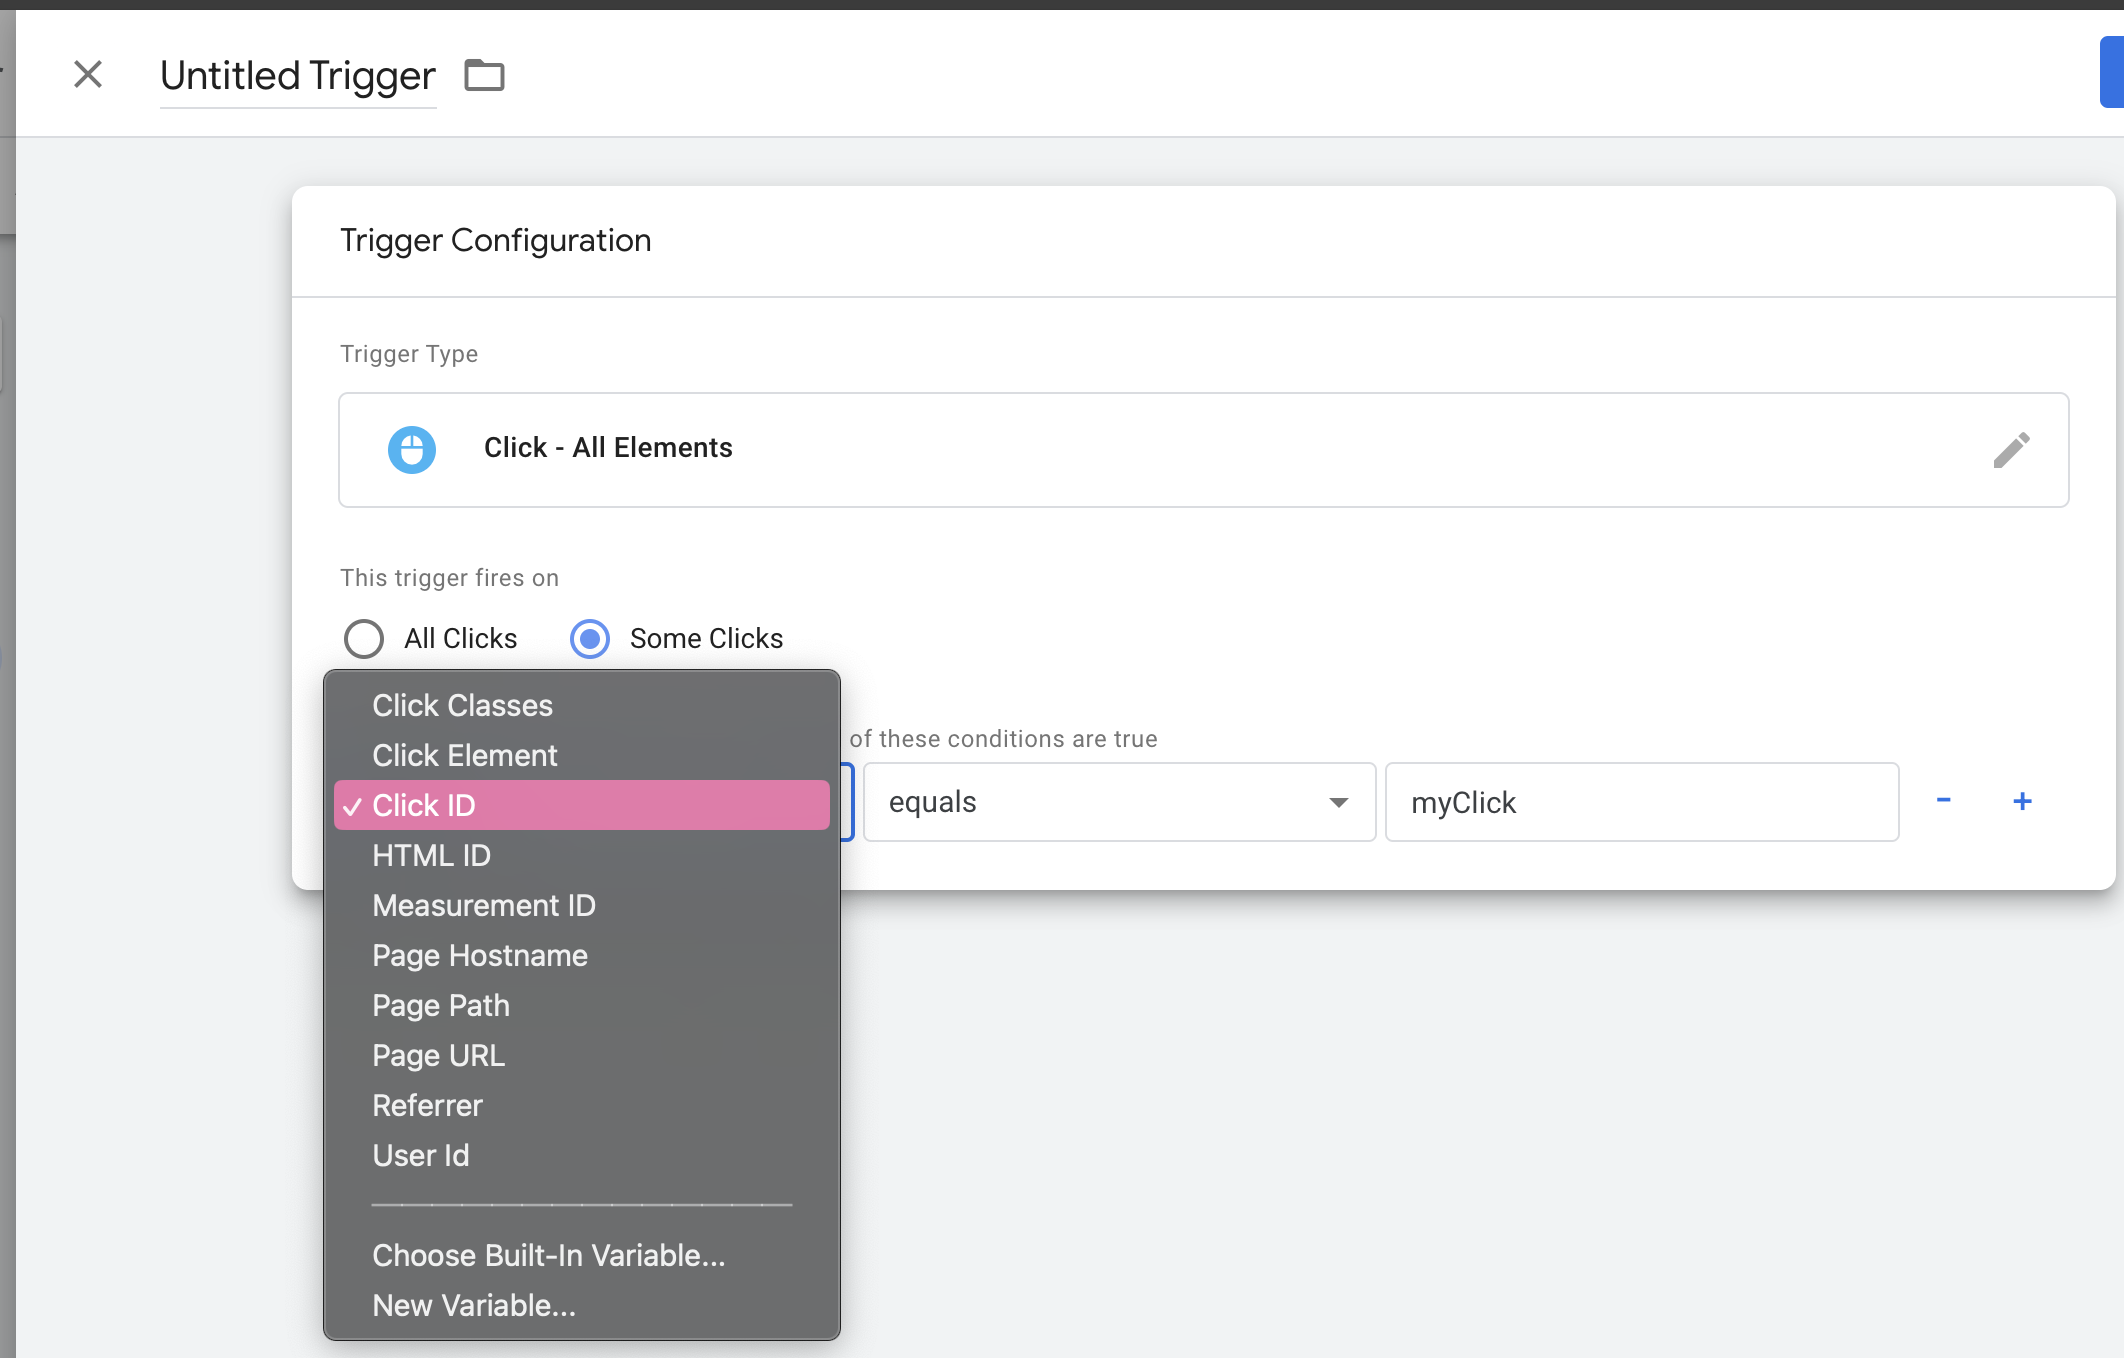 Untitled Trigger
Trigger Configuration
Trigger Type
Click - All Elements
This trigger fires on
All Clicks
Some Clicks
of these conditions are true
Click Classes
Click Element
✓ Click ID
HTML ID
Measurement ID
Page Hostname
Page Path
Page URL
Referrer
User Id
Choose Built-In Variable...
New Variable...
equals
myClick
- +